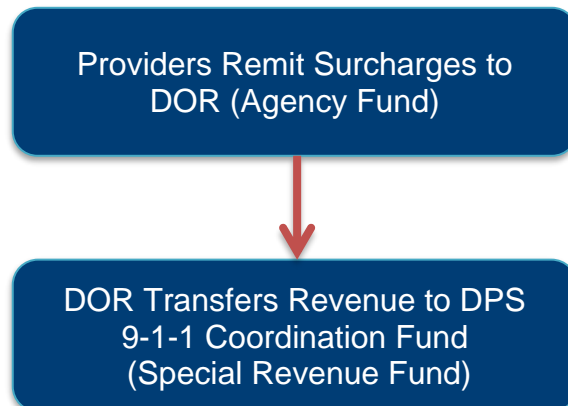 Providers Remit Surcharges to
DOR (Agency Fund)
DOR Transfers Revenue to DPS
9-1-1 Coordination Fund
(Special Revenue Fund)